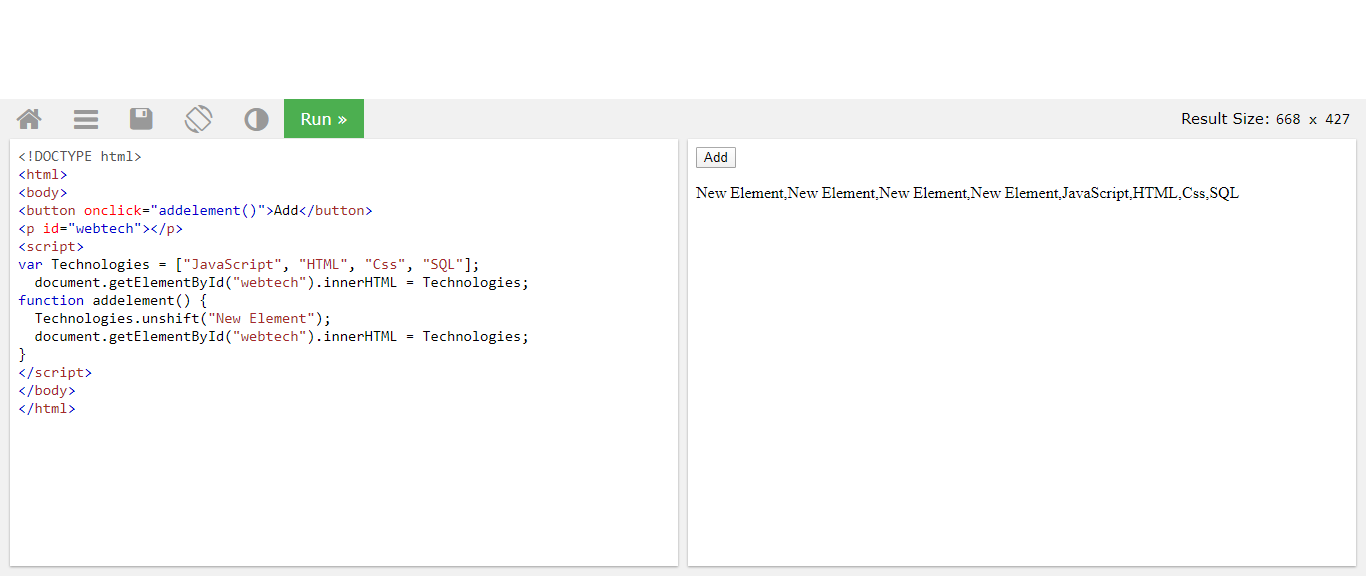 Run »
Result Size: 668 x 427
<!DOCTYPE html>
<html>
<body>
<button onclick="addelement()">Add</button>
<p id="webtech"></p>
<script>
var Technologies = ["JavaScript", "HTML", "Css", "SQL"];
  document.getElementById("webtech").innerHTML = Technologies;
function addelement() {
  Technologies.unshift("New Element");
  document.getElementById("webtech").innerHTML = Technologies;
}
</script>
</body>
</html>
Add
New Element,New Element,New Element,New Element,JavaScript,HTML,Css,SQL